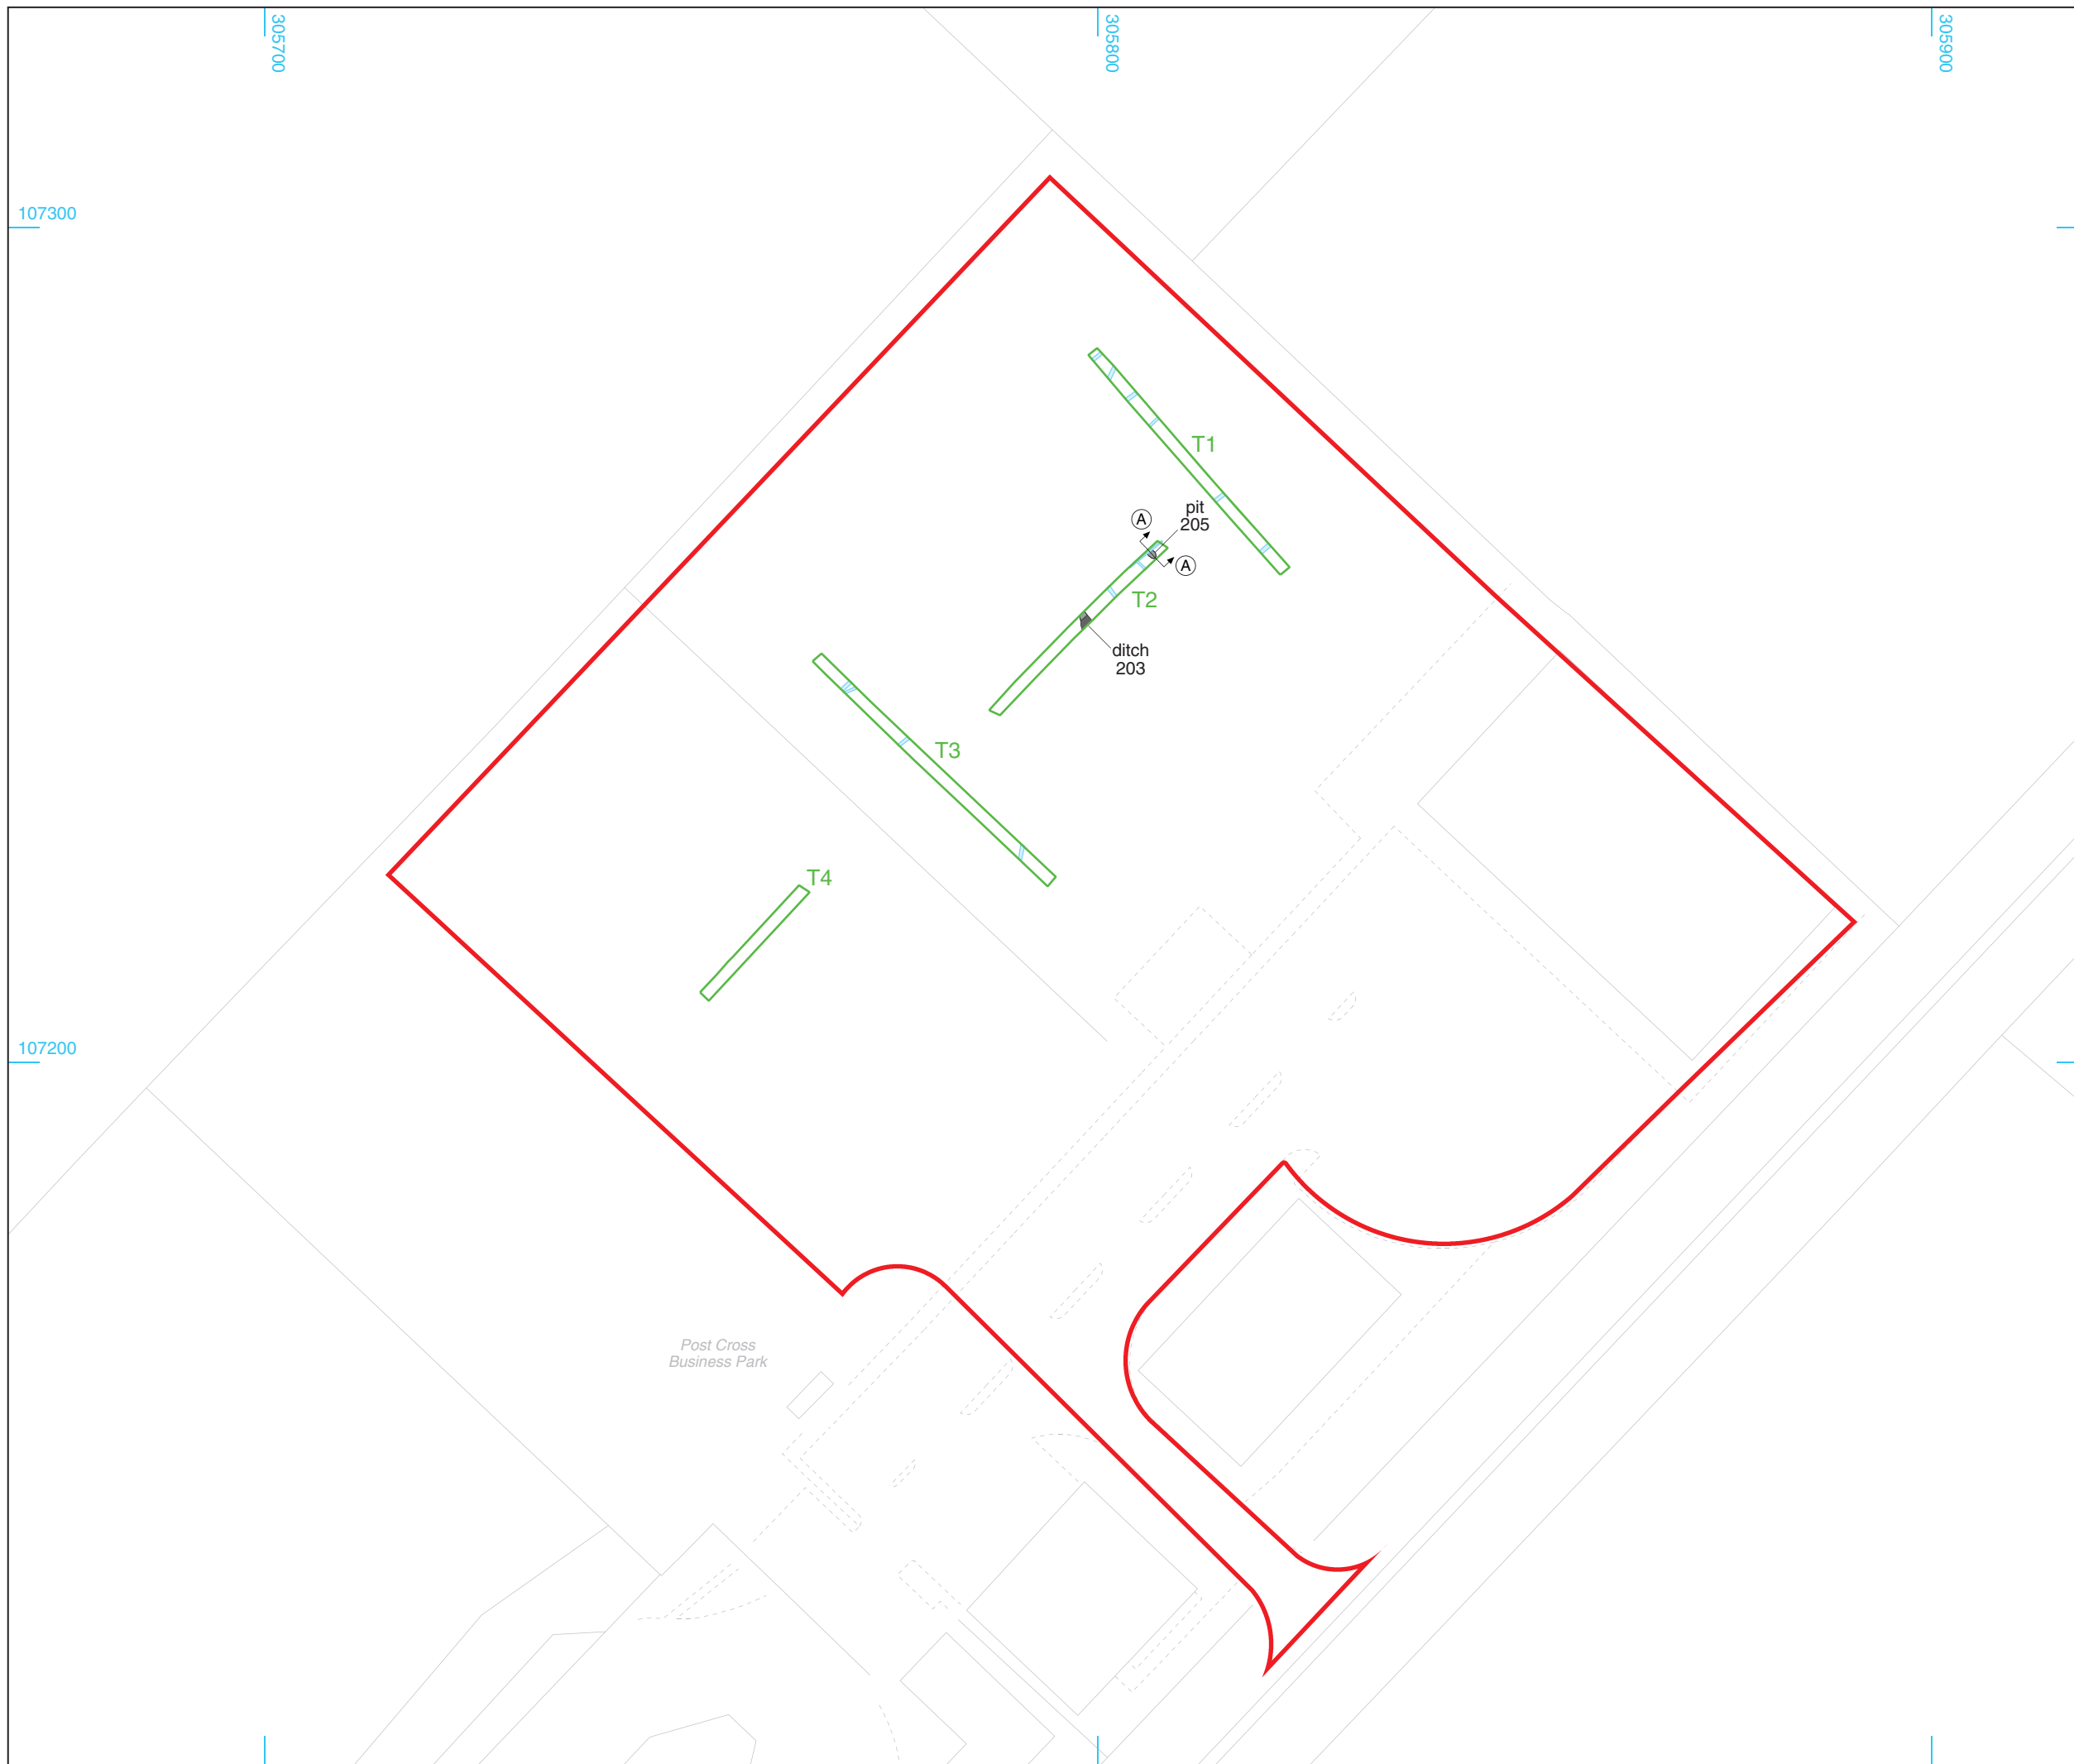 305700
305800
305900
107300
T1
pit
205
A
A
T2
ditch
203
T3
T4
107200
Post Cross
Business Park